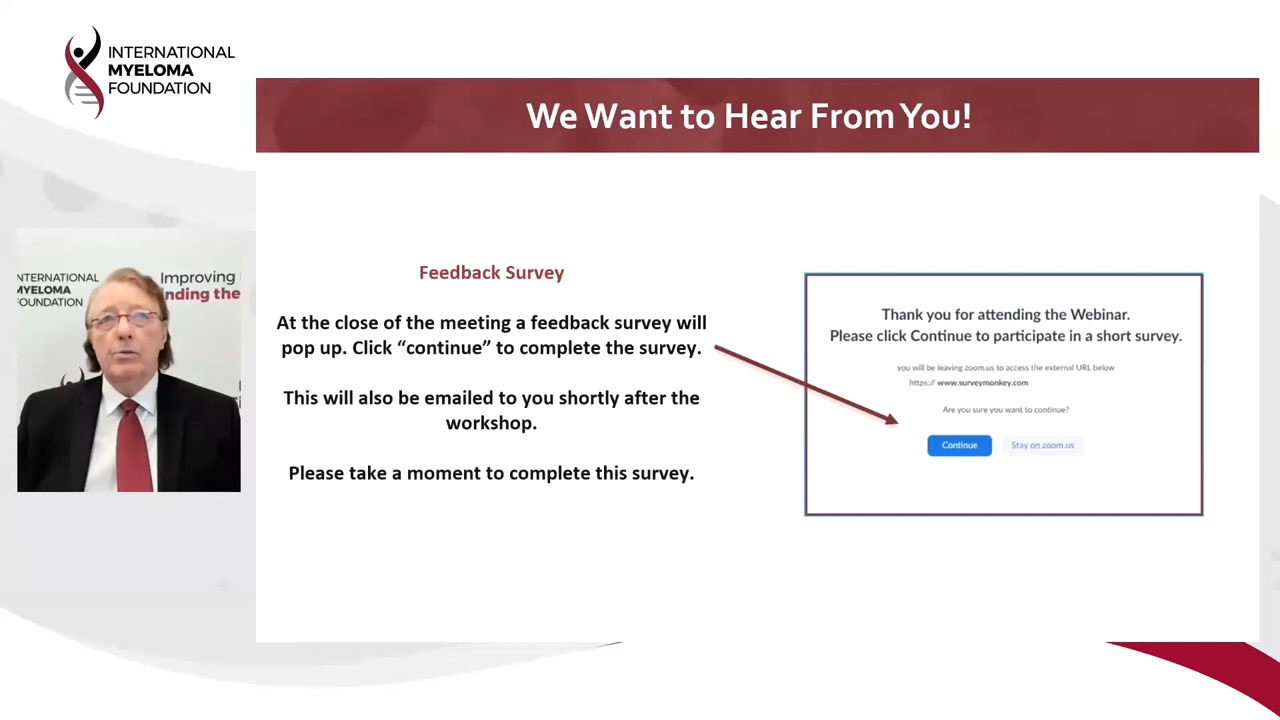 INTERNATIONAL
MYELOMA
FOUNDATION
We Want to Hear From You!
NTERNATIONAL
MYELOMA
FOUNDATION
Improving
nding the
Feedback Survey
At the close of the meeting a feedback survey will
pop up. Click “continue” to complete the survey.
This will also be emailed to you shortly after the
workshop.
Please take a moment to complete this survey.
Thank you for attending the Webinar.
Please click Continue to participate in a short survey.
you will be leaving zoom.us to access the external URL below
https:// www.surveymonkey.com
Are you sure you want to continue?
Continue
Stay on zoom.us